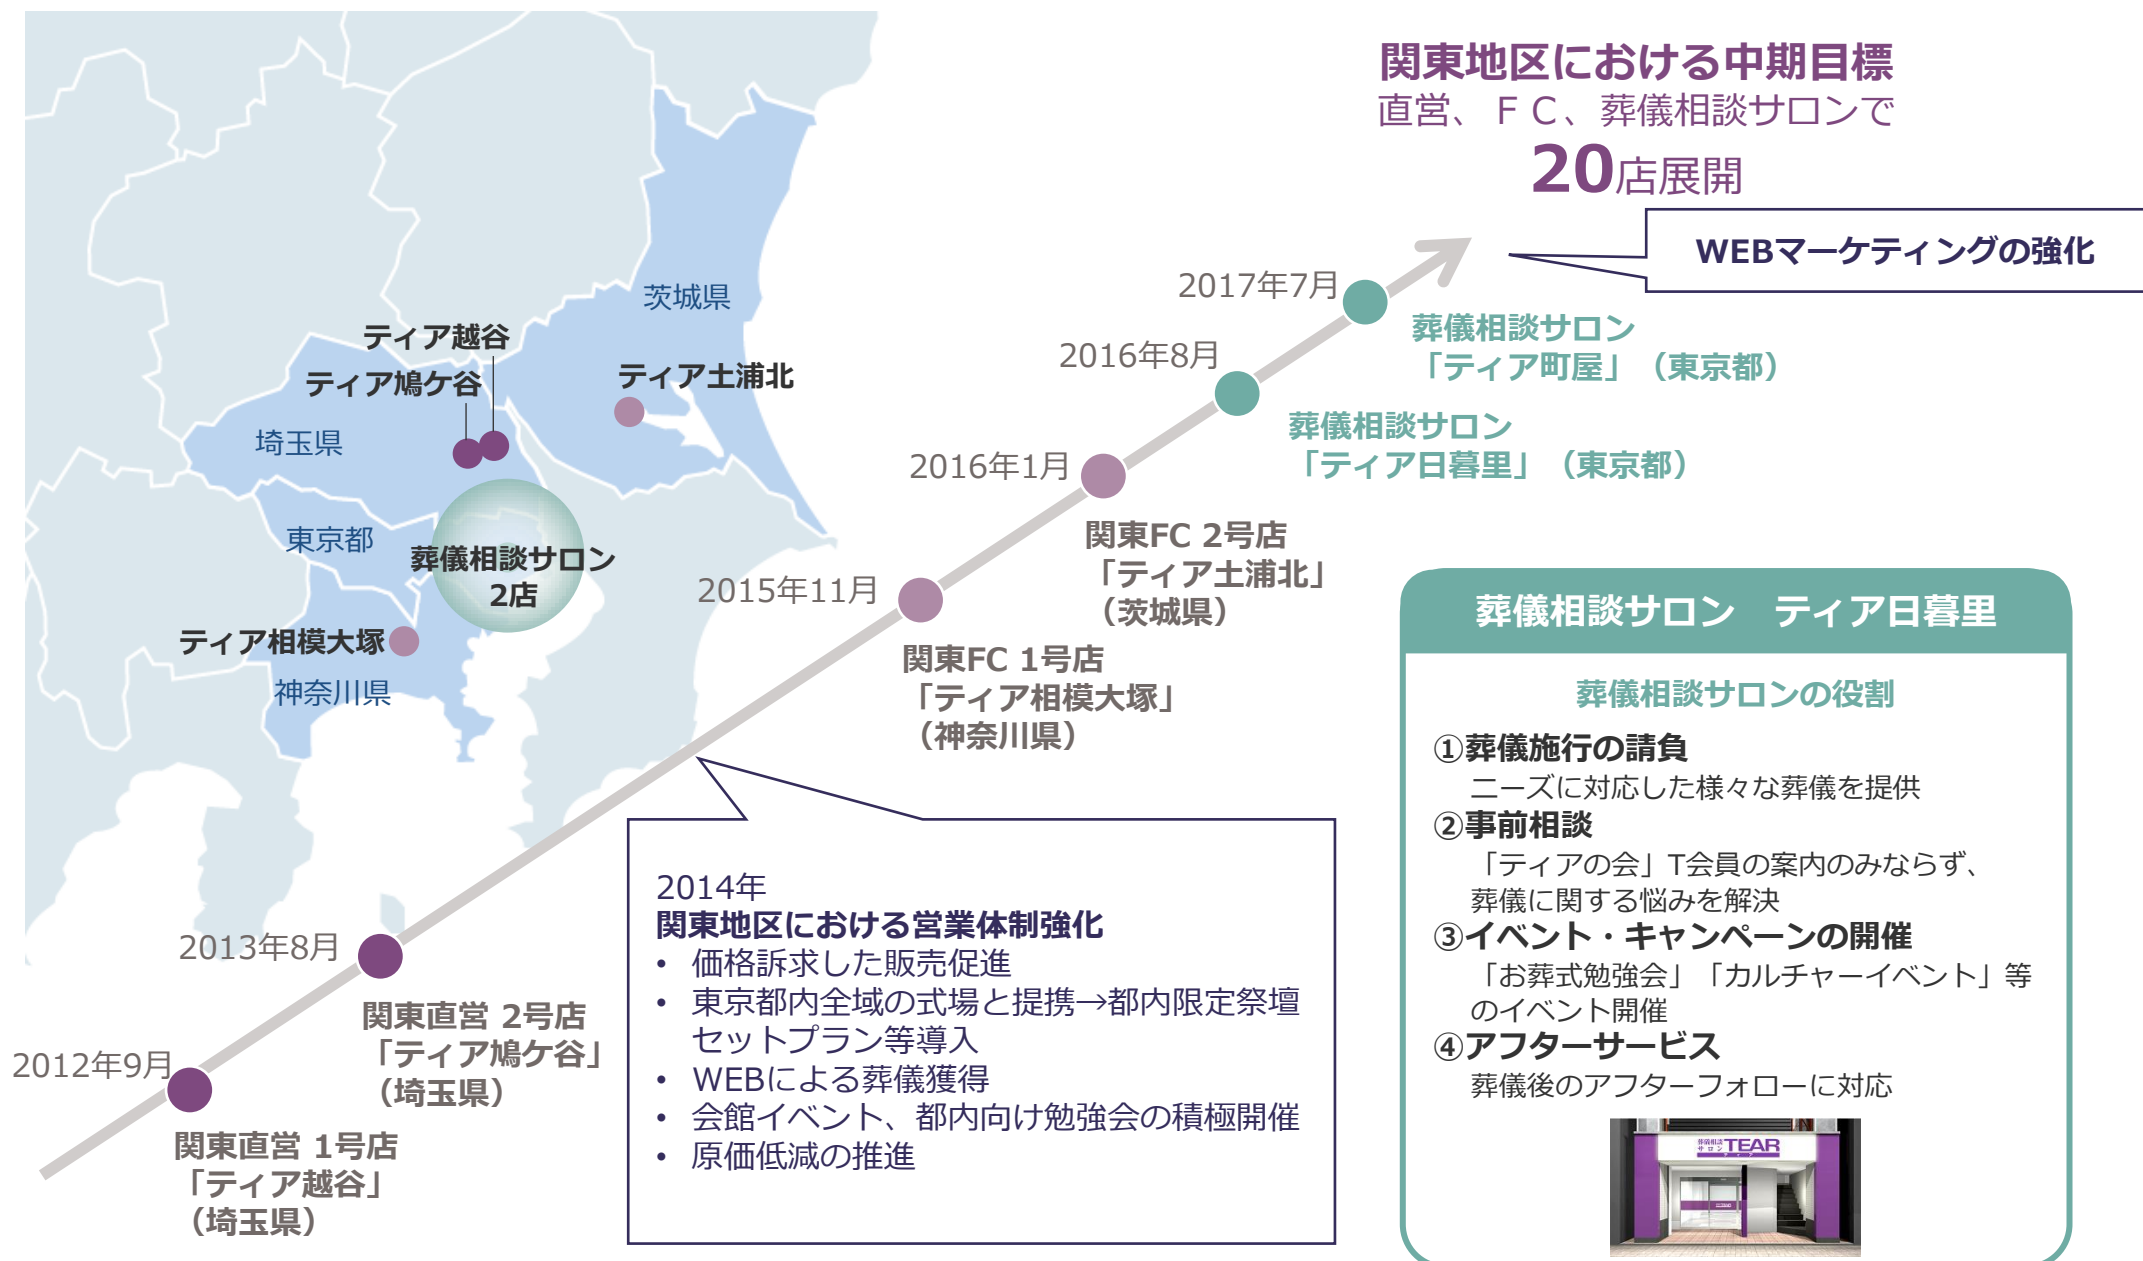 関東地区における中期目標
直営、ＦＣ、葬儀相談サロンで
20店展開
WEBマーケティングの強化
茨城県
ティア越谷
ティア鳩ケ谷
ティア土浦北
埼玉県
東京都
葬儀相談サロン
2店
ティア相模大塚
神奈川県
2017年7月
葬儀相談サロン
「ティア町屋」（東京都）
2016年8月
葬儀相談サロン
「ティア日暮里」（東京都）
2016年1月
関東FC 2号店
「ティア土浦北」
（茨城県）
2015年11月
関東FC 1号店
「ティア相模大塚」
（神奈川県）
2014年
関東地区における営業体制強化
• 価格訴求した販売促進
• 東京都内全域の式場と提携→都内限定祭壇
セットプラン等導入
• WEBによる葬儀獲得
• 会館イベント、都内向け勉強会の積極開催
• 原価低減の推進
2013年8月
関東直営 2号店
「ティア鳩ケ谷」
（埼玉県）
2012年9月
関東直営 1号店
「ティア越谷」
（埼玉県）
葬儀相談サロン　ティア日暮里
葬儀相談サロンの役割
①葬儀施行の請負
ニーズに対応した様々な葬儀を提供
②事前相談
「ティアの会」T会員の案内のみならず、
葬儀に関する悩みを解決
③イベント・キャンペーンの開催
「お葬式勉強会」「カルチャーイベント」等
のイベント開催
④アフターサービス
葬儀後のアフターフォローに対応
葬儀相談
サロン TEAR
ティア